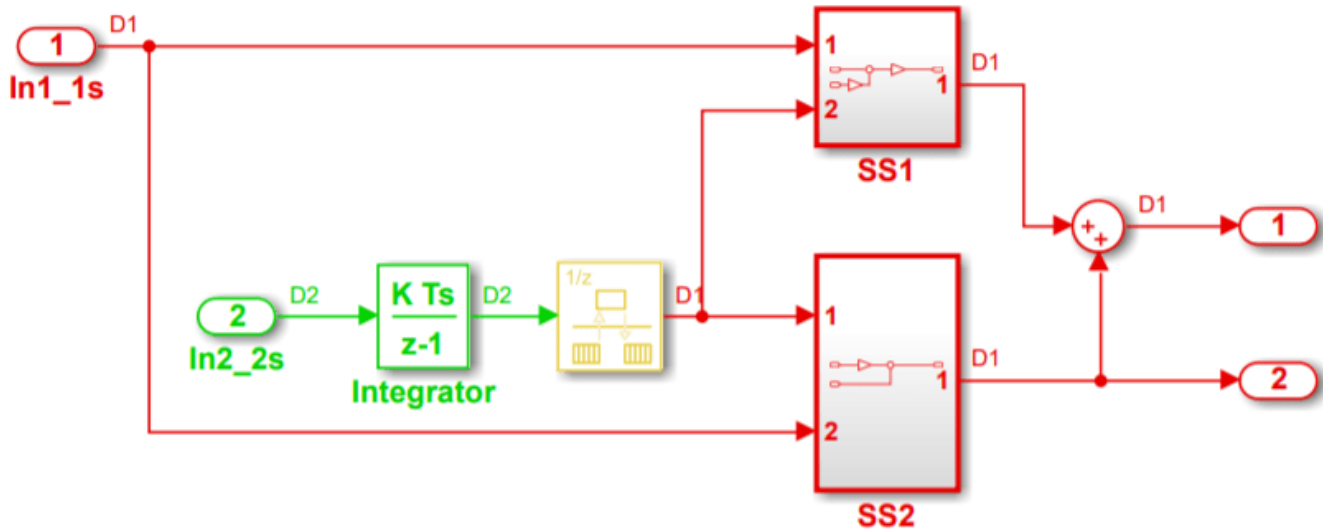 D1
1
In1_1s
1
2
1
D1
SS1
D1
1
D2
2
In2_2s
K Ts
z-1
Integrator
D2
1/z
D1
1
2
1
D1
SS2
2